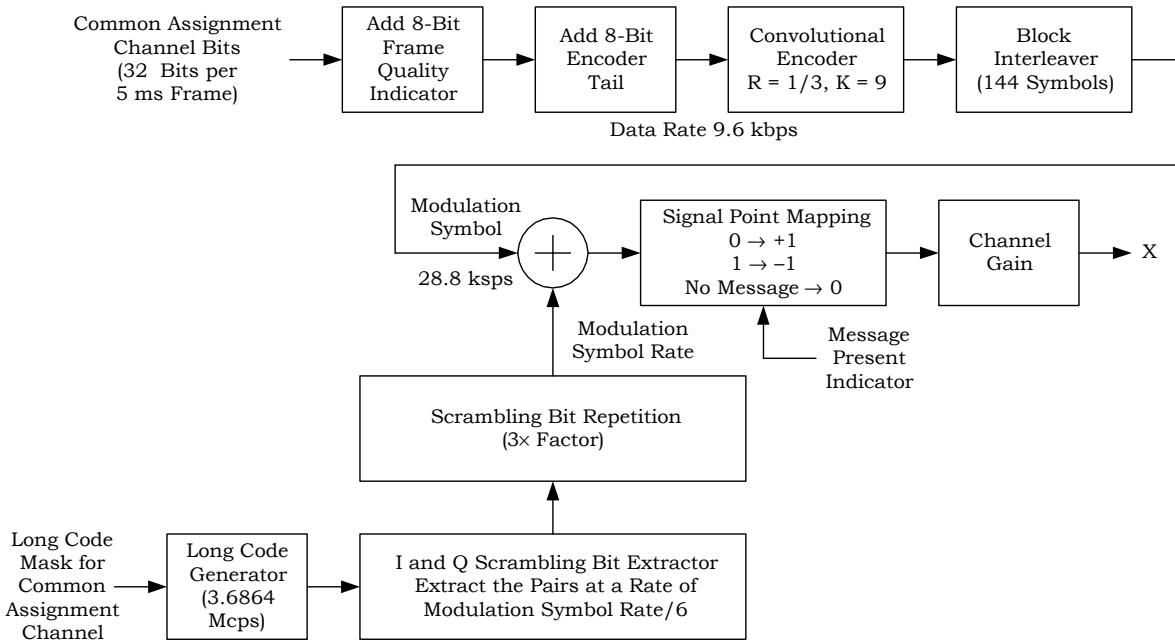 Common Assignment
Channel Bits
(32 Bits per
5 ms Frame)
Add 8-Bit
Frame
Quality
Indicator
Add 8-Bit
Encoder
Tail
Convolutional
Encoder
R = 1/3, K = 9
Block
Interleaver
(144 Symbols)
Data Rate 9.6 kbps
Modulation
Symbol
28.8 ksps
Signal Point Mapping
0 → +1
1 → –1
No Message → 0
Channel
Gain
X
Modulation
Symbol Rate
Message
Present
Indicator
Scrambling Bit Repetition
(3× Factor)
Long Code
Mask for
Common
Assignment
Channel
Long Code
Generator
(3.6864
Mcps)
I and Q Scrambling Bit Extractor
Extract the Pairs at a Rate of
Modulation Symbol Rate/6